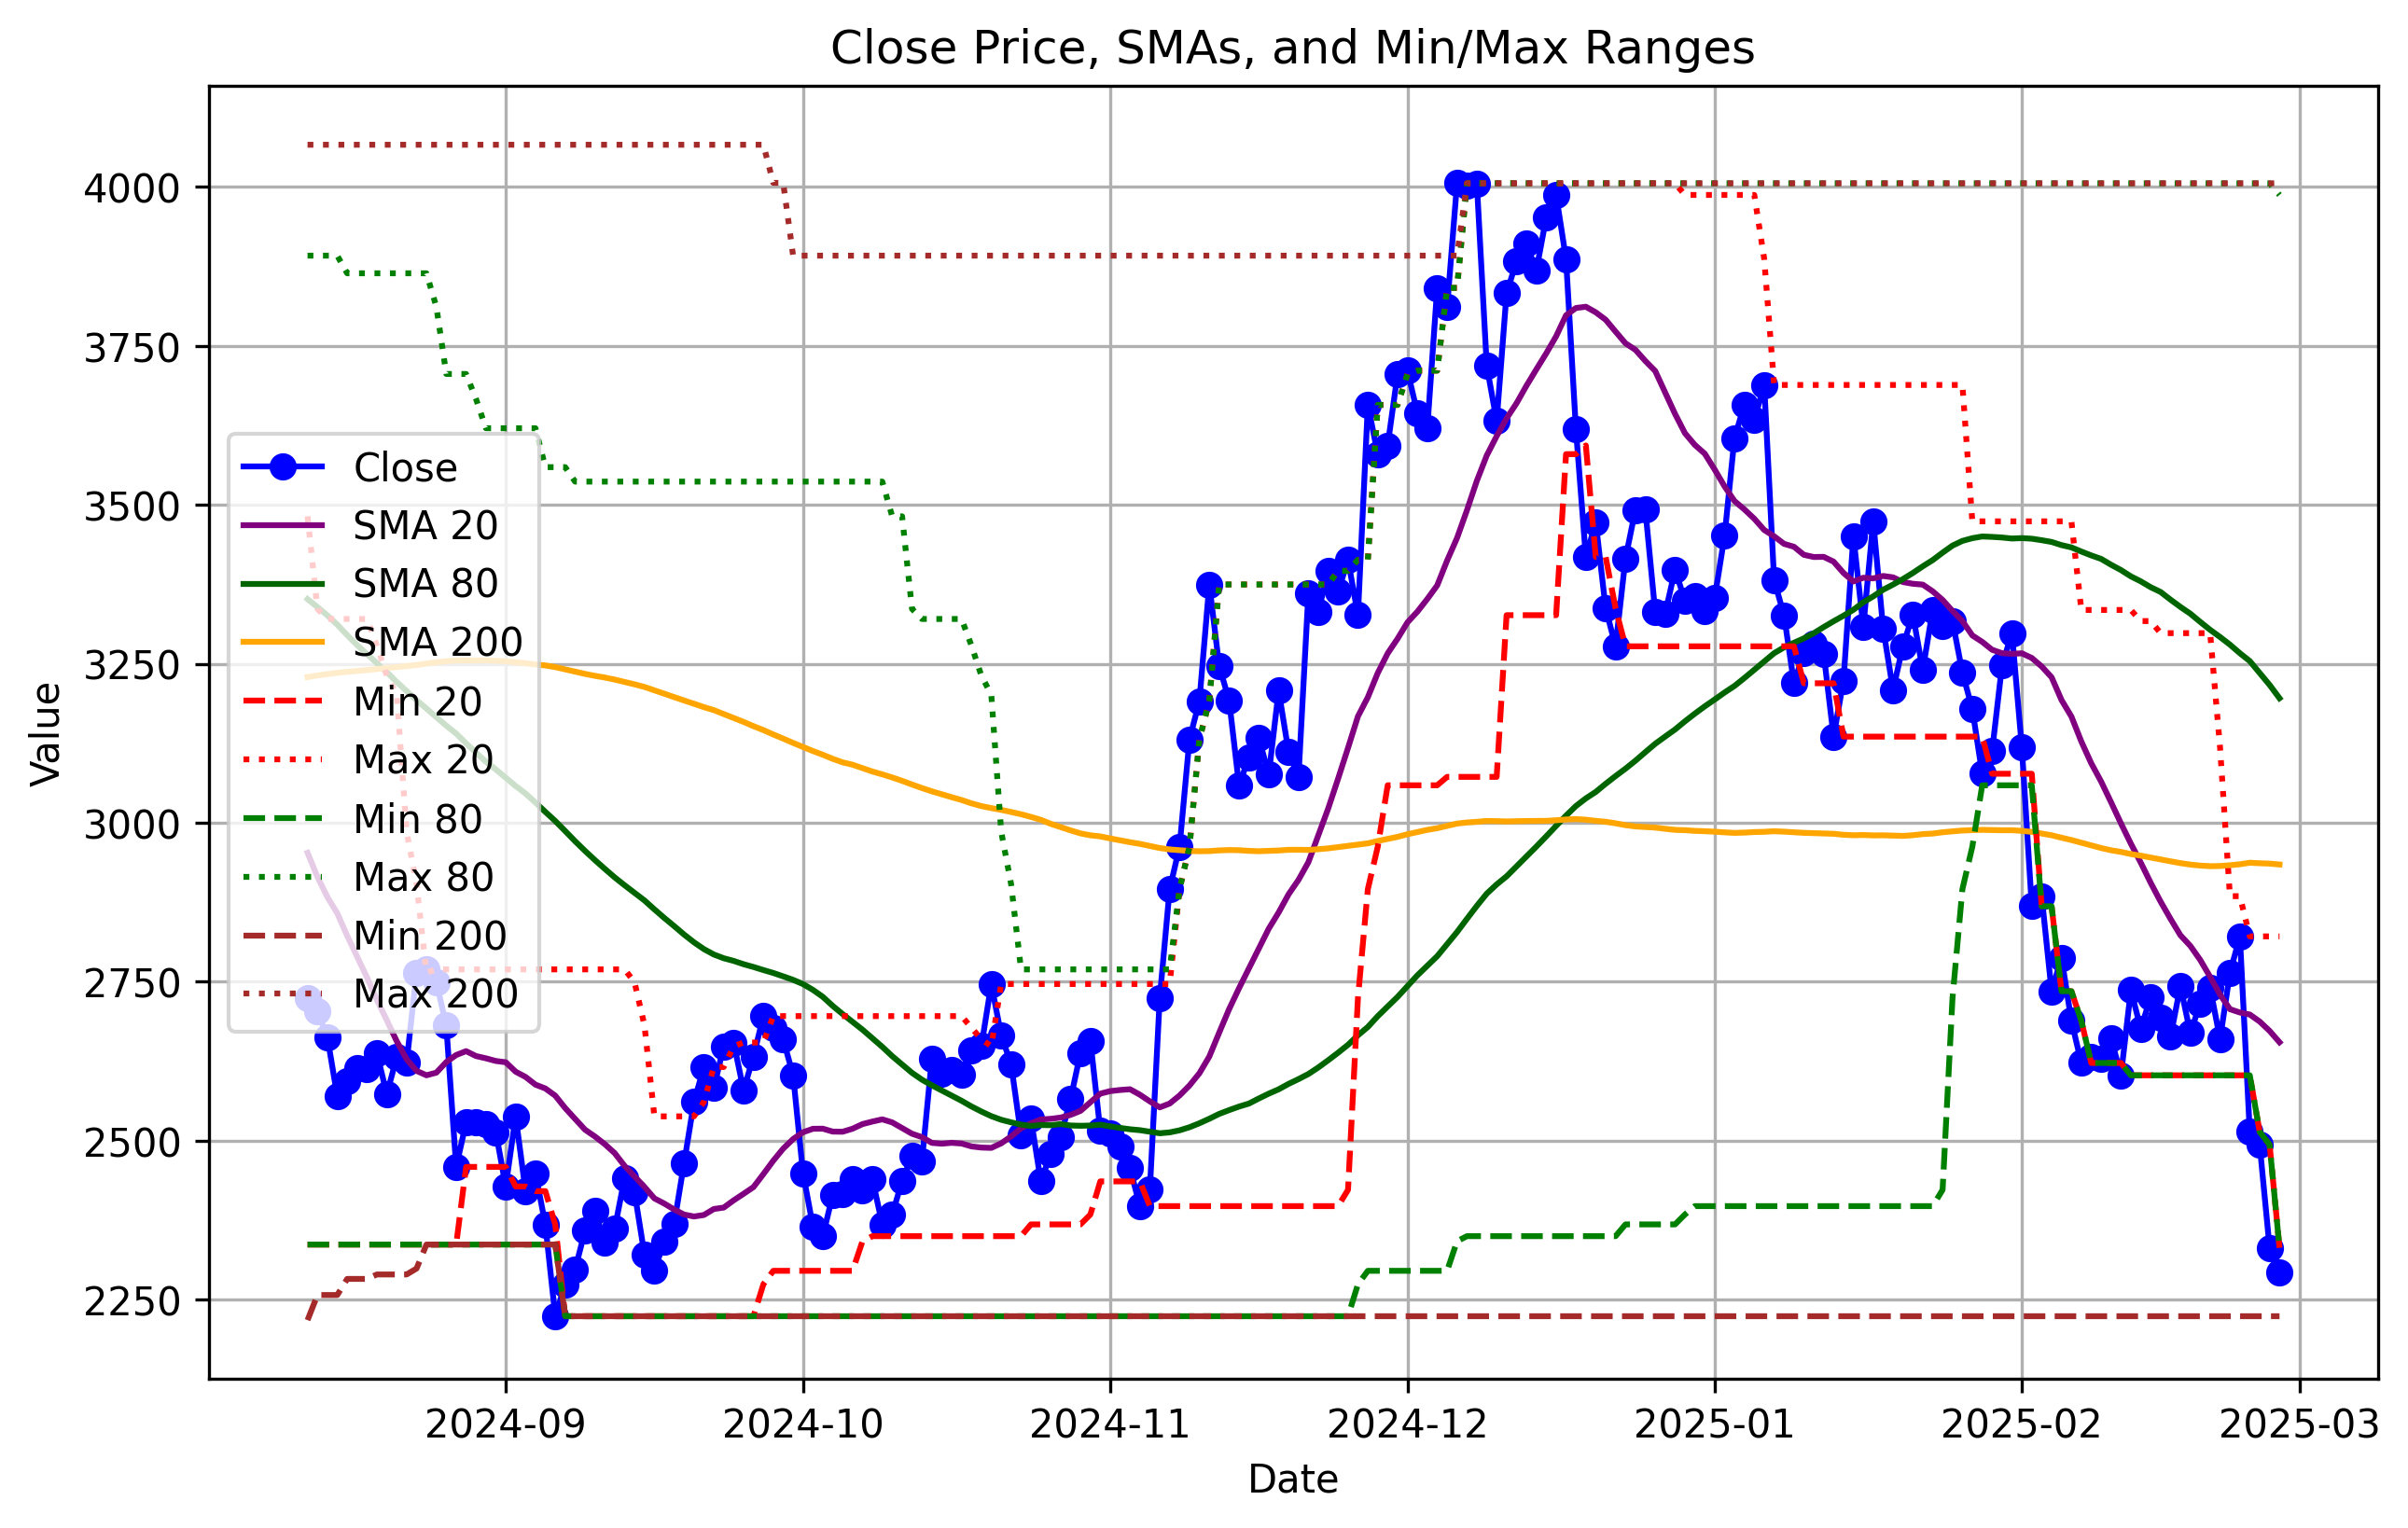 Close Price, SMAs, and Min/Max Ranges
Value
4000
3750
3500
3250
3000
2750
2500
2250
Close
SMA 20
SMA 80
SMA 200
Min 20
Max 20
Min 80
Max 80
Min 200
Max 200
2024-09 2024-10 2024-11 2024-12 2025-01 2025-02 2025-03
Date